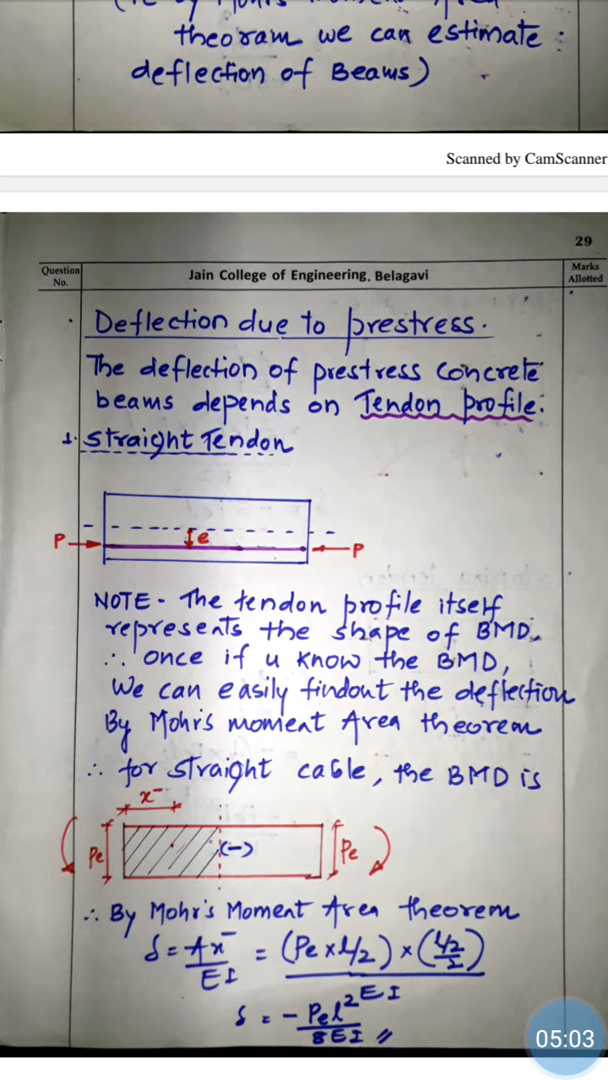 theoram we can estimate :
deflection of Beams)
Scanned by CamScanner
29
Question No.
Jain College of Engineering, Belagavi
Marks Allotted
Deflection due to prestress.
The deflection of prestress concrete
beams depends on Tendon profile:
1. Straight Tendon
P
e
P
NOTE - The tendon profile itself
represents the shape of BMD.
∴ once if u know the BMD,
We can easily findout the deflection
By Mohr's moment Area theorem
∴ for straight cable, the BMD is
x̄
Pe
(-)
Pe
∴ By Mohr's Moment Area theorem
δ = Ax̄/EI = (Pe × L/2) × (L/2/2) / EI
δ = - Pel²/8EI //
05:03